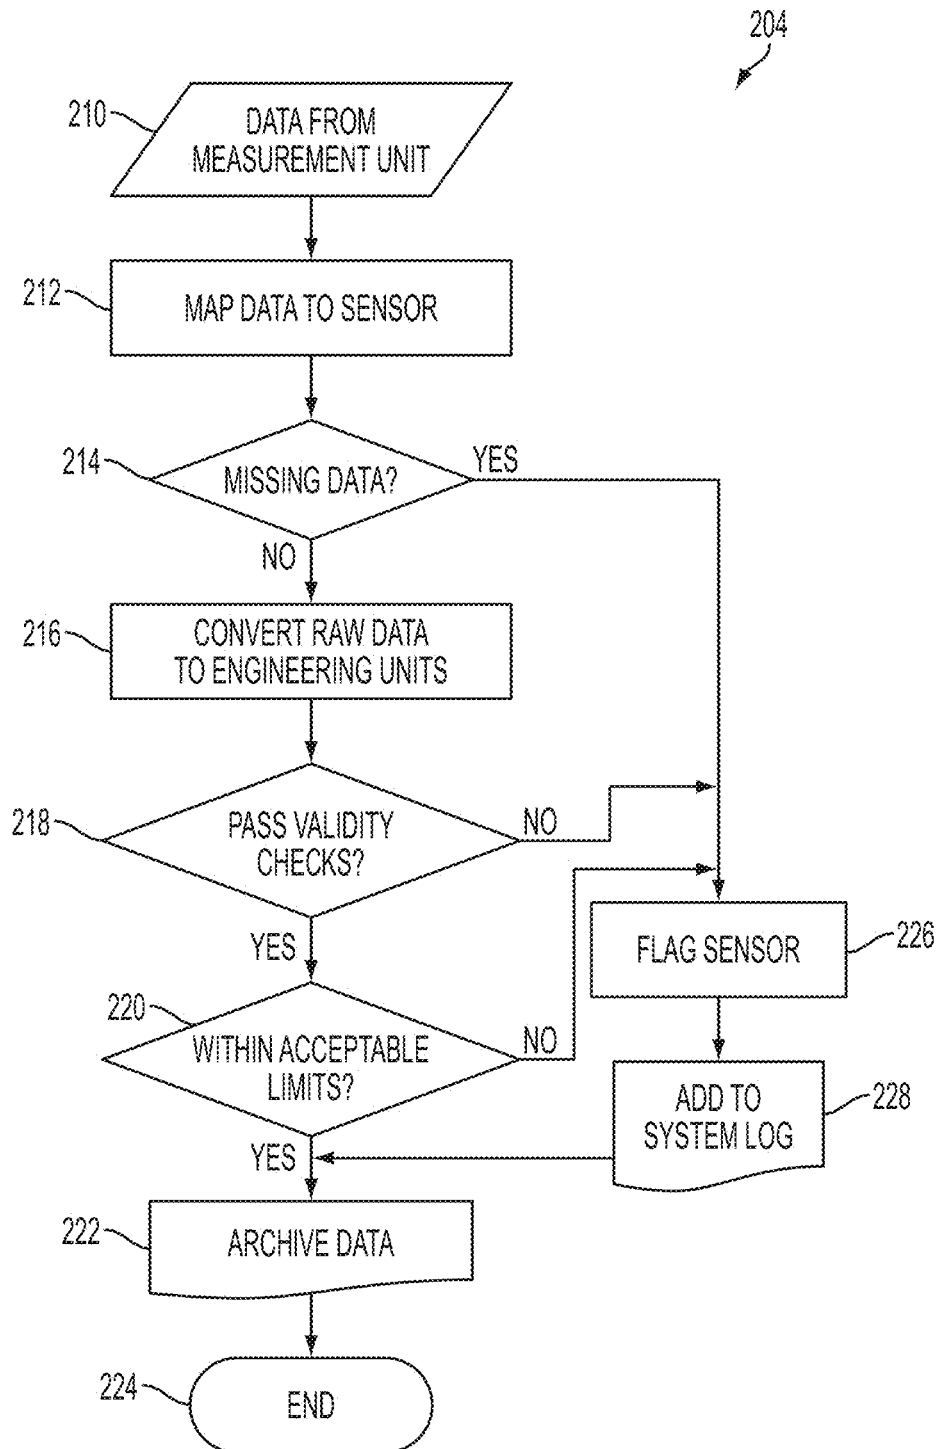 204
210
DATA FROM
MEASUREMENT UNIT
212
MAP DATA TO SENSOR
214
MISSING DATA?
YES
NO
216
CONVERT RAW DATA
TO ENGINEERING UNITS
218
PASS VALIDITY
CHECKS?
NO
YES
FLAG SENSOR
226
220
WITHIN ACCEPTABLE
LIMITS?
NO
ADD TO
SYSTEM LOG
228
YES
222
ARCHIVE DATA
224
END